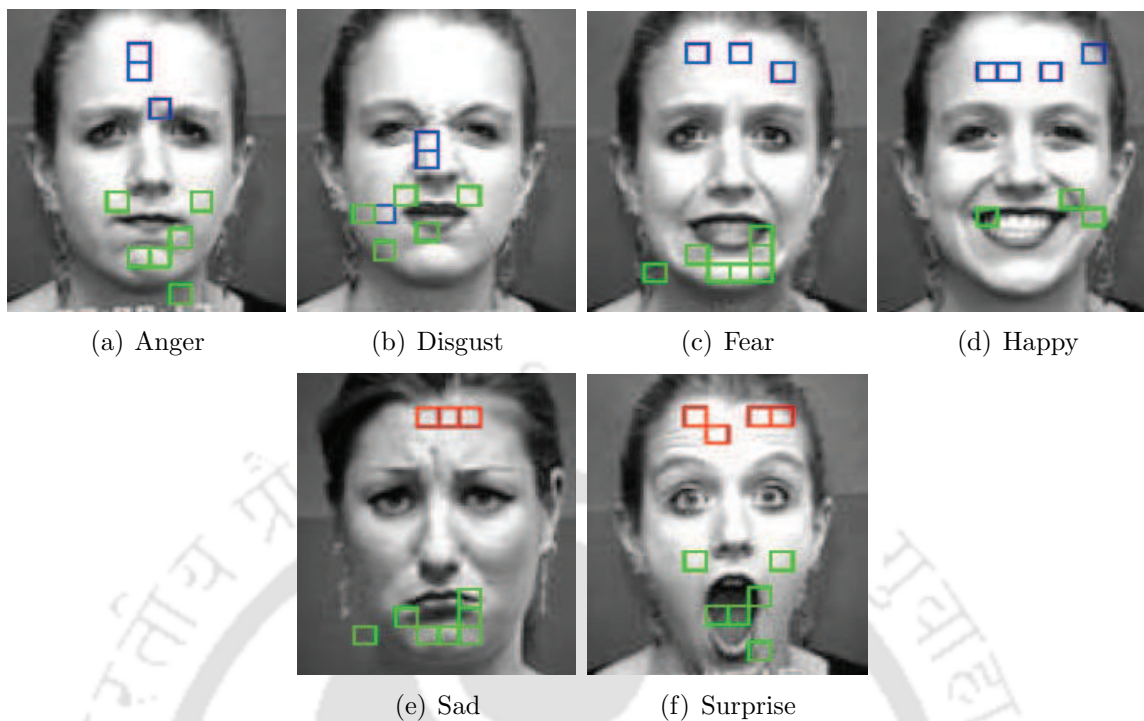 (a) Anger
(b) Disgust
(c) Fear
(d) Happy
(e) Sad
(f) Surprise